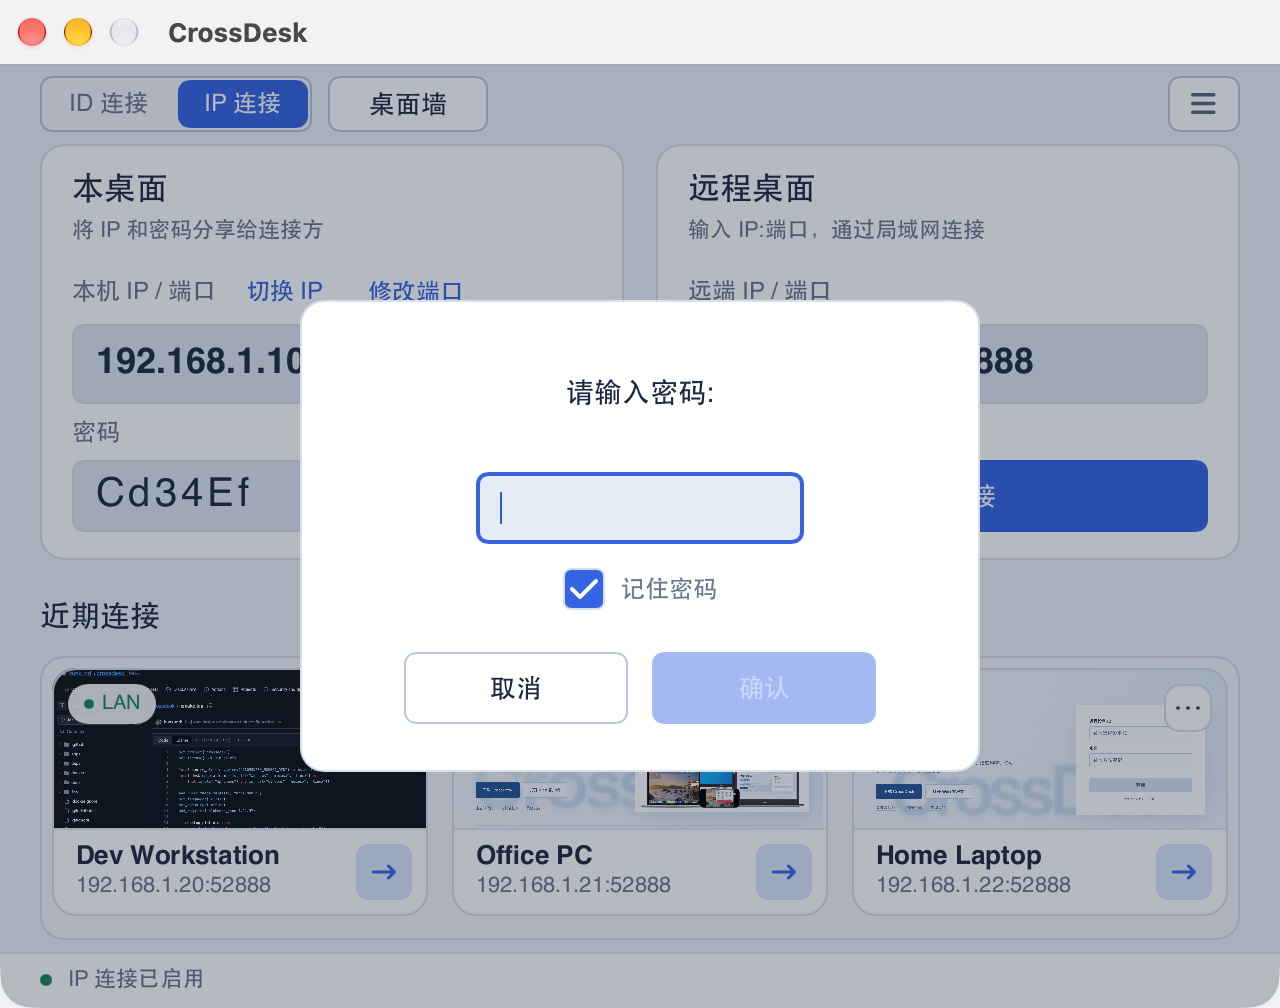 CrossDesk
ID 连接
IP 连接
桌面墙
本桌面
将 IP 和密码分享给连接方
本机 IP / 端口
切换 IP
修改端口
192.168.1.10
密码
Cd34Ef
远程桌面
输入 IP:端口，通过局域网连接
远端 IP / 端口
888
接
请输入密码:
记住密码
取消
确认
近期连接
LAN
Dev Workstation
192.168.1.20:52888
Office PC
192.168.1.21:52888
Home Laptop
192.168.1.22:52888
IP 连接已启用